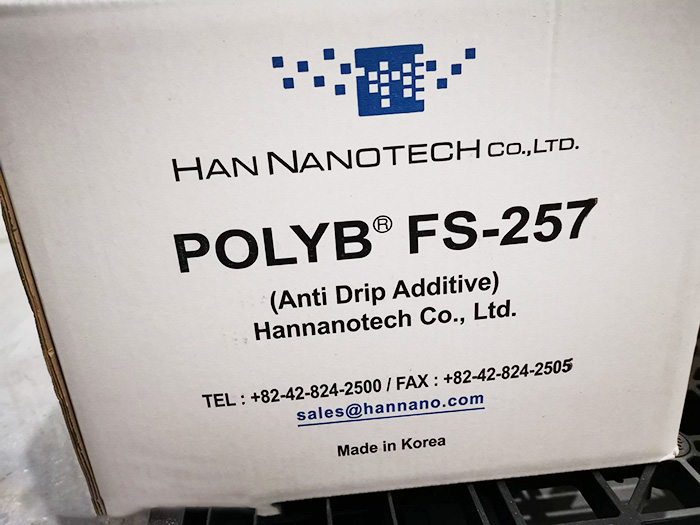 HAN NANOTECH CO.,LTD.
POLYB® FS-257
(Anti Drip Additive)
Hannanotech Co., Ltd.
TEL : +82-42-824-2500 / FAX : +82-42-824-2505
sales@hannano.com
Made in Korea